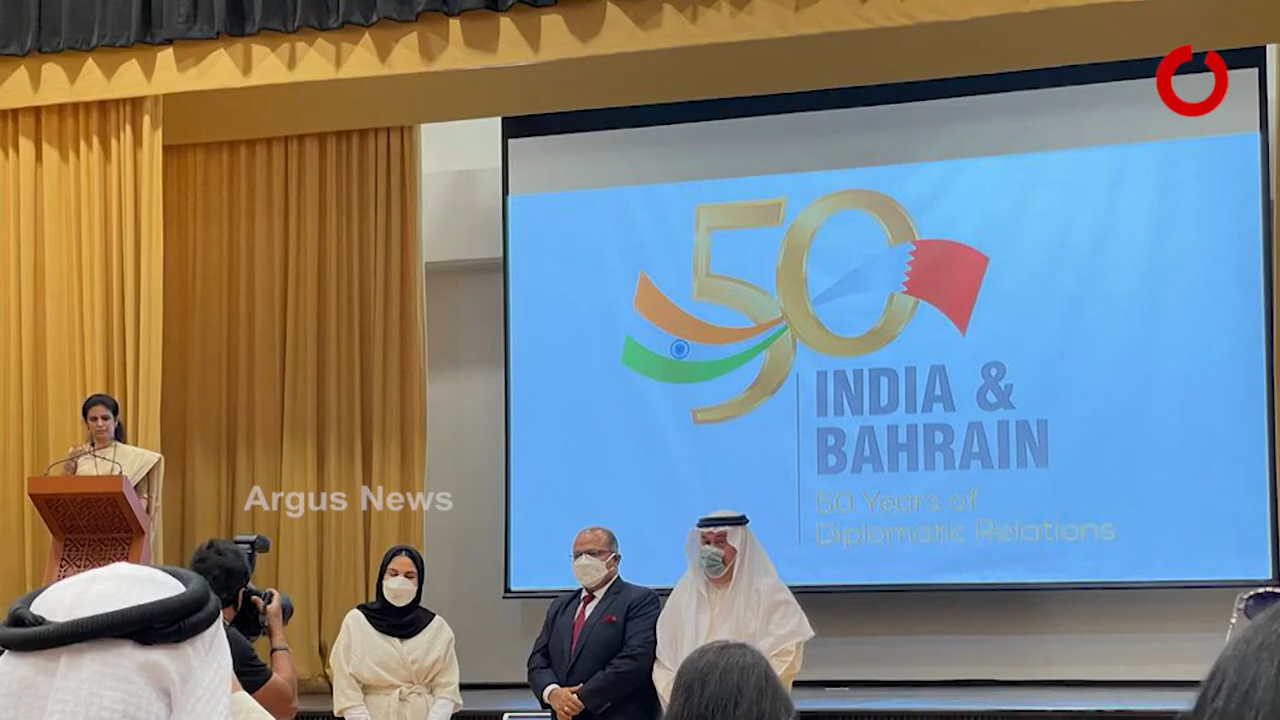 50
INDIA &
BAHRAIN
50 Years of
Diplomatic Relations
Argus News